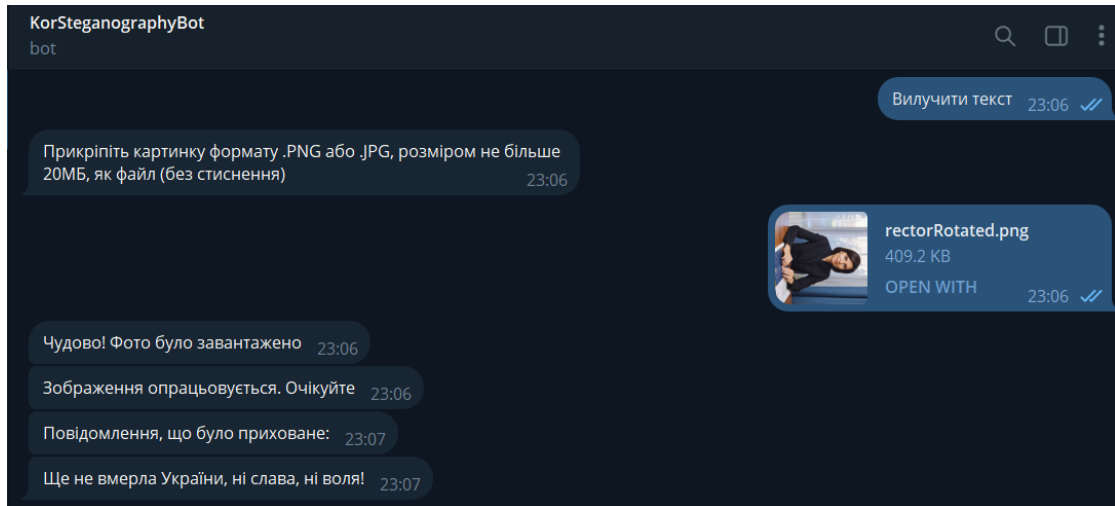 KorSteganographyBot
bot
Вилучити текст 23:06
Прикріпіть картинку формату .PNG або .JPG, розміром не більше
20МБ, як файл (без стиснення) 23:06
rectorRotated.png
409.2 KB
OPEN WITH 23:06
Чудово! Фото було завантажено 23:06
Зображення опрацьовується. Очікуйте 23:06
Повідомлення, що було приховане: 23:07
Ще не вмерла України, ні слава, ні воля! 23:07